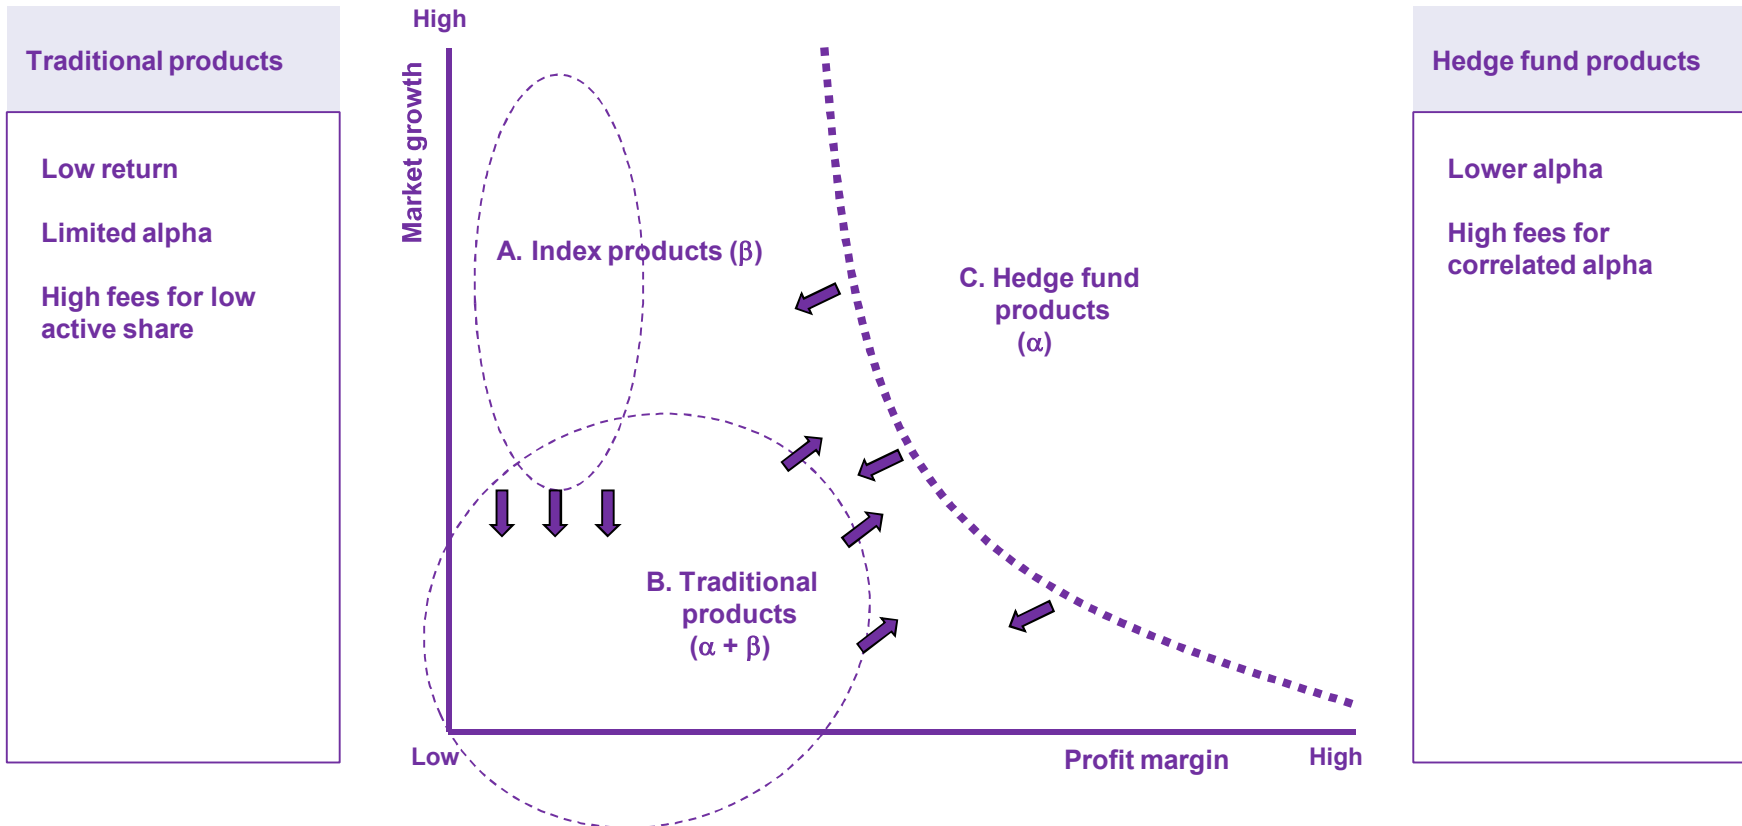 Traditional products
Low return
Limited alpha
High fees for low
active share
High
Market growth
A. Index products (β)
C. Hedge fund
products
(α)
B. Traditional
products
(α + β)
Low
Profit margin
High
Hedge fund products
Lower alpha
High fees for
correlated alpha